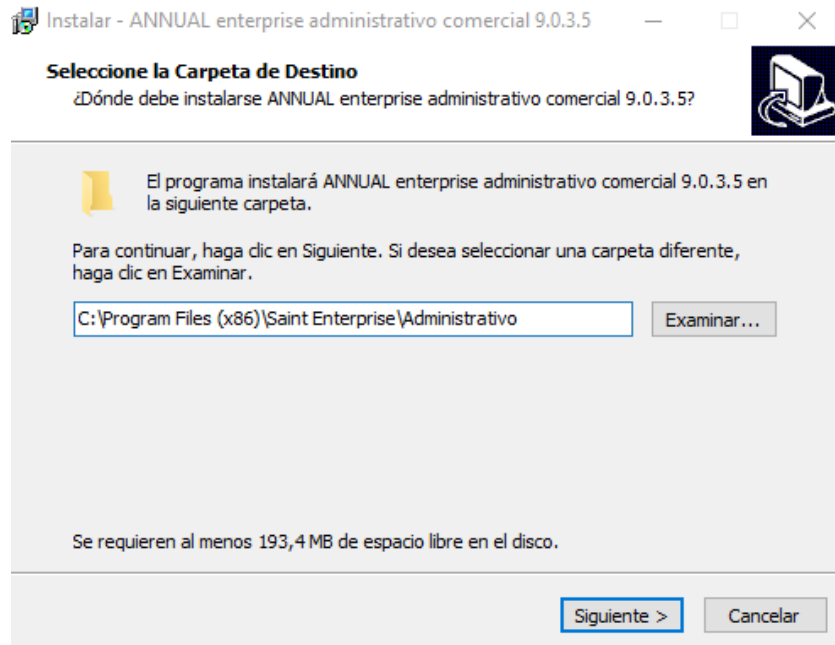 Instalar - ANNUAL enterprise administrativo comercial 9.0.3.5
Seleccione la Carpeta de Destino
¿Dónde debe instalarse ANNUAL enterprise administrativo comercial 9.0.3.5?
El programa instalará ANNUAL enterprise administrativo comercial 9.0.3.5 en
la siguiente carpeta.
Para continuar, haga clic en Siguiente. Si desea seleccionar una carpeta diferente,
haga clic en Examinar.
C:\Program Files (x86)\Saint Enterprise\Administrativo
Examinar...
Se requieren al menos 193,4 MB de espacio libre en el disco.
Siguiente >
Cancelar